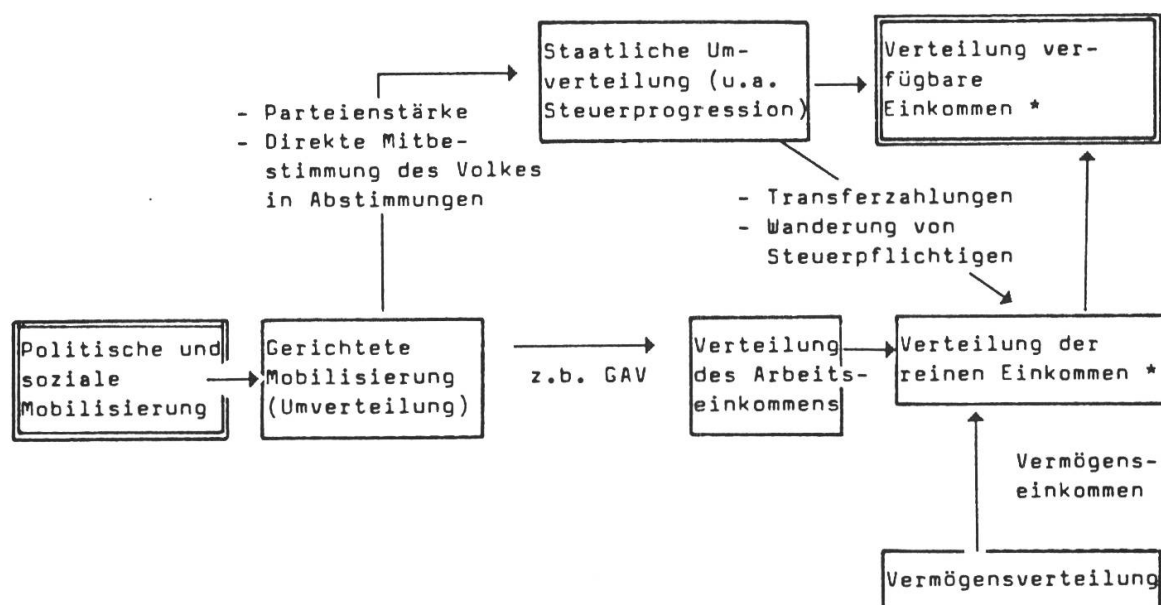 Staatliche Um-
verteilung (u.a.
Steuerprogression)
Verteilung ver-
fügbare
Einkommen *
- Parteienstärke
- Direkte Mitbe-
stimmung des Volkes
in Abstimmungen
- Transferzahlungen
- Wanderung von
Steuerpflichtigen
Politische und
soziale
Mobilisierung
Gerichtete
Mobilisierung
(Umverteilung)
z.b. GAV
Verteilung
des Arbeits-
einkommens
Verteilung der
reinen Einkommen *
Vermögens-
einkommen
Vermögensverteilung